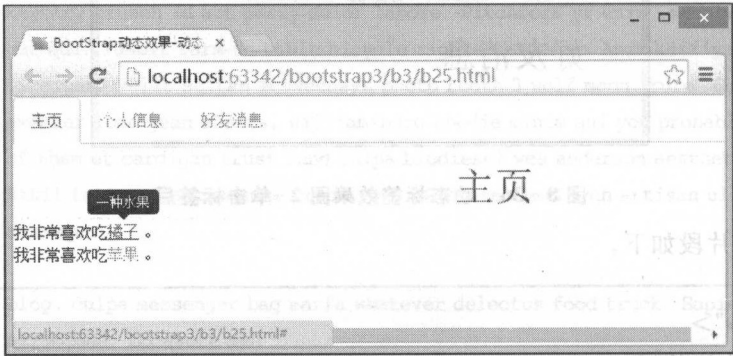 BootStrap动态效果-动态
localhost:63342/bootstrap3/b3/b25.html
主页 个人信息 好友消息
主页
一种水果
我非常喜欢吃橘子。
我非常喜欢吃苹果。
localhost:63342/bootstrap3/b3/b25.html#